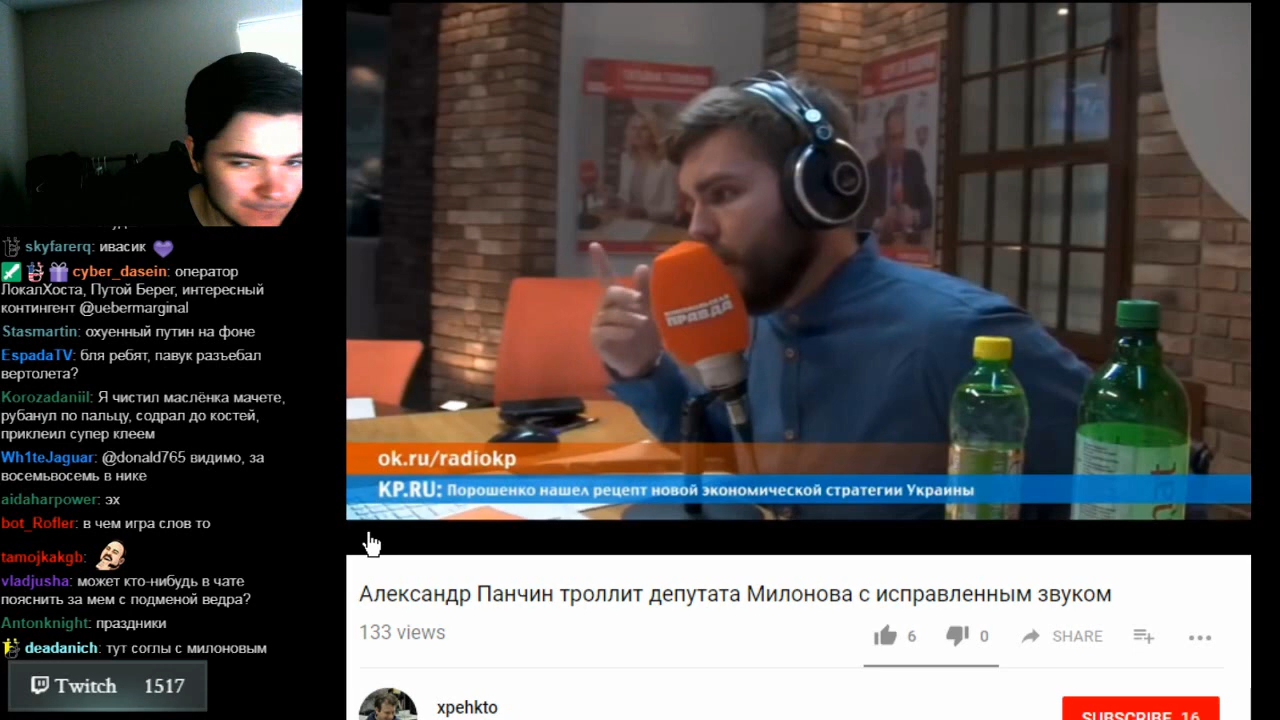 skyfarerq: ивасик
cyber_dasein: оператор
ЛокалХоста, Путой Берег, интересный
контингент @uebermarginal
Stasmartin: охуенный путин на фоне
EspadaTV: бля ребят, павук разъебал
вертолета?
Korozadaniil: Я чистил маслёнка мачете,
рубанул по пальцу, содрал до костей,
приклеил супер клеем
Wh1teJaguar: @donald765 видимо, за
восемьвосемь в нике
aidaharpower: эх
bot_Rofler: в чем игра слов то
tamojkakgb:
vladjusha: может кто-нибудь в чате
пояснить за мем с подменой ведра?
Antonknight: праздники
deadanich: тут соглы с милоновым
Twitch 1517
ПРАВДА
ok.ru/radiokp
KP.RU: Порошенко нашел рецепт новой экономической стратегии Украины
Александр Панчин троллит депутата Милонова с исправленным звуком
133 views
6 0 SHARE
xpehkto
SUBSCRIBE 16